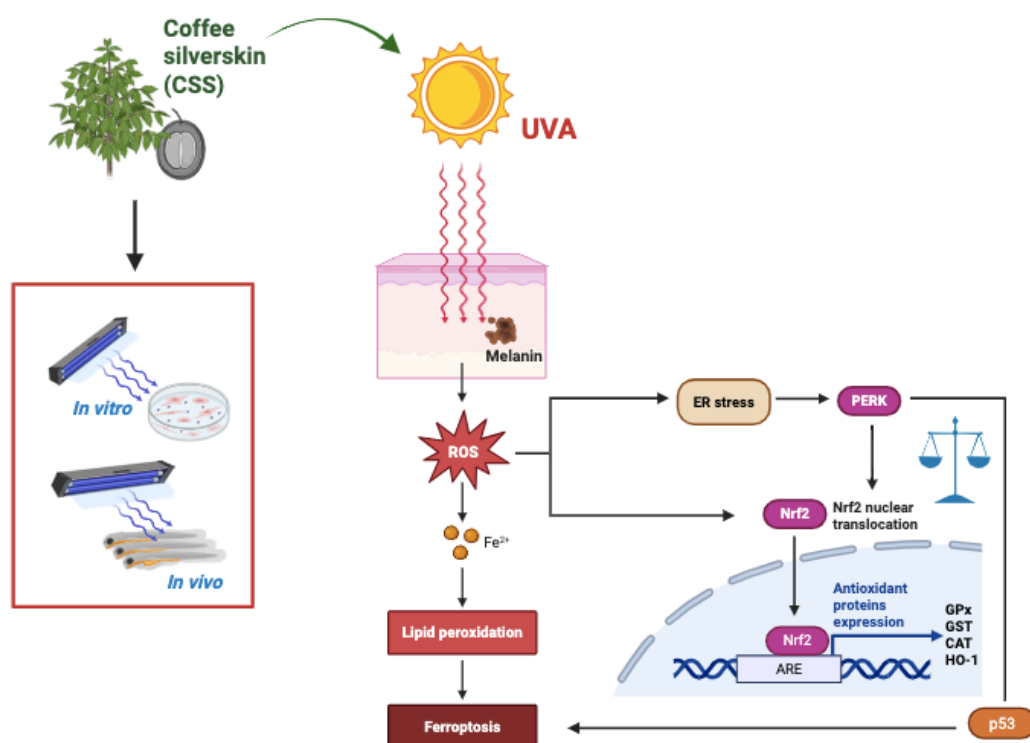 Coffee
silverskin
(CSS)
UVA
In vitro
In vivo
Melanin
ROS
Fe²⁺
Lipid peroxidation
Ferroptosis
ER stress
PERK
Nrf2
Nrf2 nuclear
translocation
Antioxidant
proteins
expression
GPx
GST
CAT
HO-1
Nrf2
ARE
p53